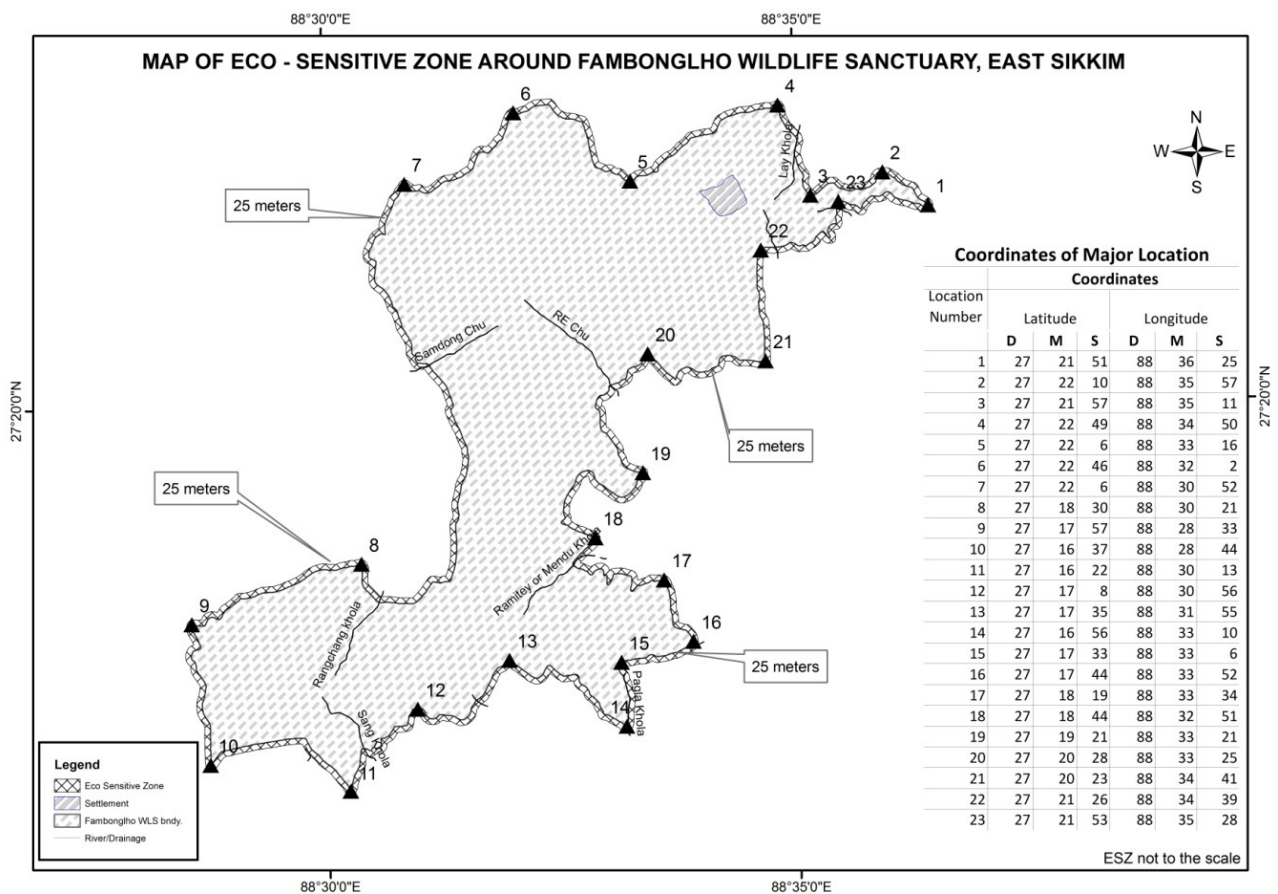 88°30'0"E
88°35'0"E
MAP OF ECO - SENSITIVE ZONE AROUND FAMBONGLHO WILDLIFE SANCTUARY, EAST SIKKIM
N
W E
S
4
6
5
7
2
3
23
1
22
Lay Khola
25 meters
Samdong Chu
RE Chu
20
21
27°20'0"N
27°20'0"N
25 meters
19
25 meters
18
8
17
Ramitey or Mendu Khola
9
16
Rangchang khola
13
15
25 meters
12
Pagla Khola
14
Sang Khola
10
11
Coordinates of Major Location
Coordinates
Location Number
Latitude Longitude
D M S D M S
1 27 21 51 88 36 25
2 27 22 10 88 35 57
3 27 21 57 88 35 11
4 27 22 49 88 34 50
5 27 22 6 88 33 16
6 27 22 46 88 32 2
7 27 22 6 88 30 52
8 27 18 30 88 30 21
9 27 17 57 88 28 33
10 27 16 37 88 28 44
11 27 16 22 88 30 13
12 27 17 8 88 30 56
13 27 17 35 88 31 55
14 27 16 56 88 33 10
15 27 17 33 88 33 6
16 27 17 44 88 33 52
17 27 18 19 88 33 34
18 27 18 44 88 32 51
19 27 19 21 88 33 21
20 27 20 28 88 33 25
21 27 20 23 88 34 41
22 27 21 26 88 34 39
23 27 21 53 88 35 28
Legend
Eco Sensitive Zone
Settlement
Fambonglho WLS bndy.
River/Drainage
ESZ not to the scale
88°30'0"E
88°35'0"E